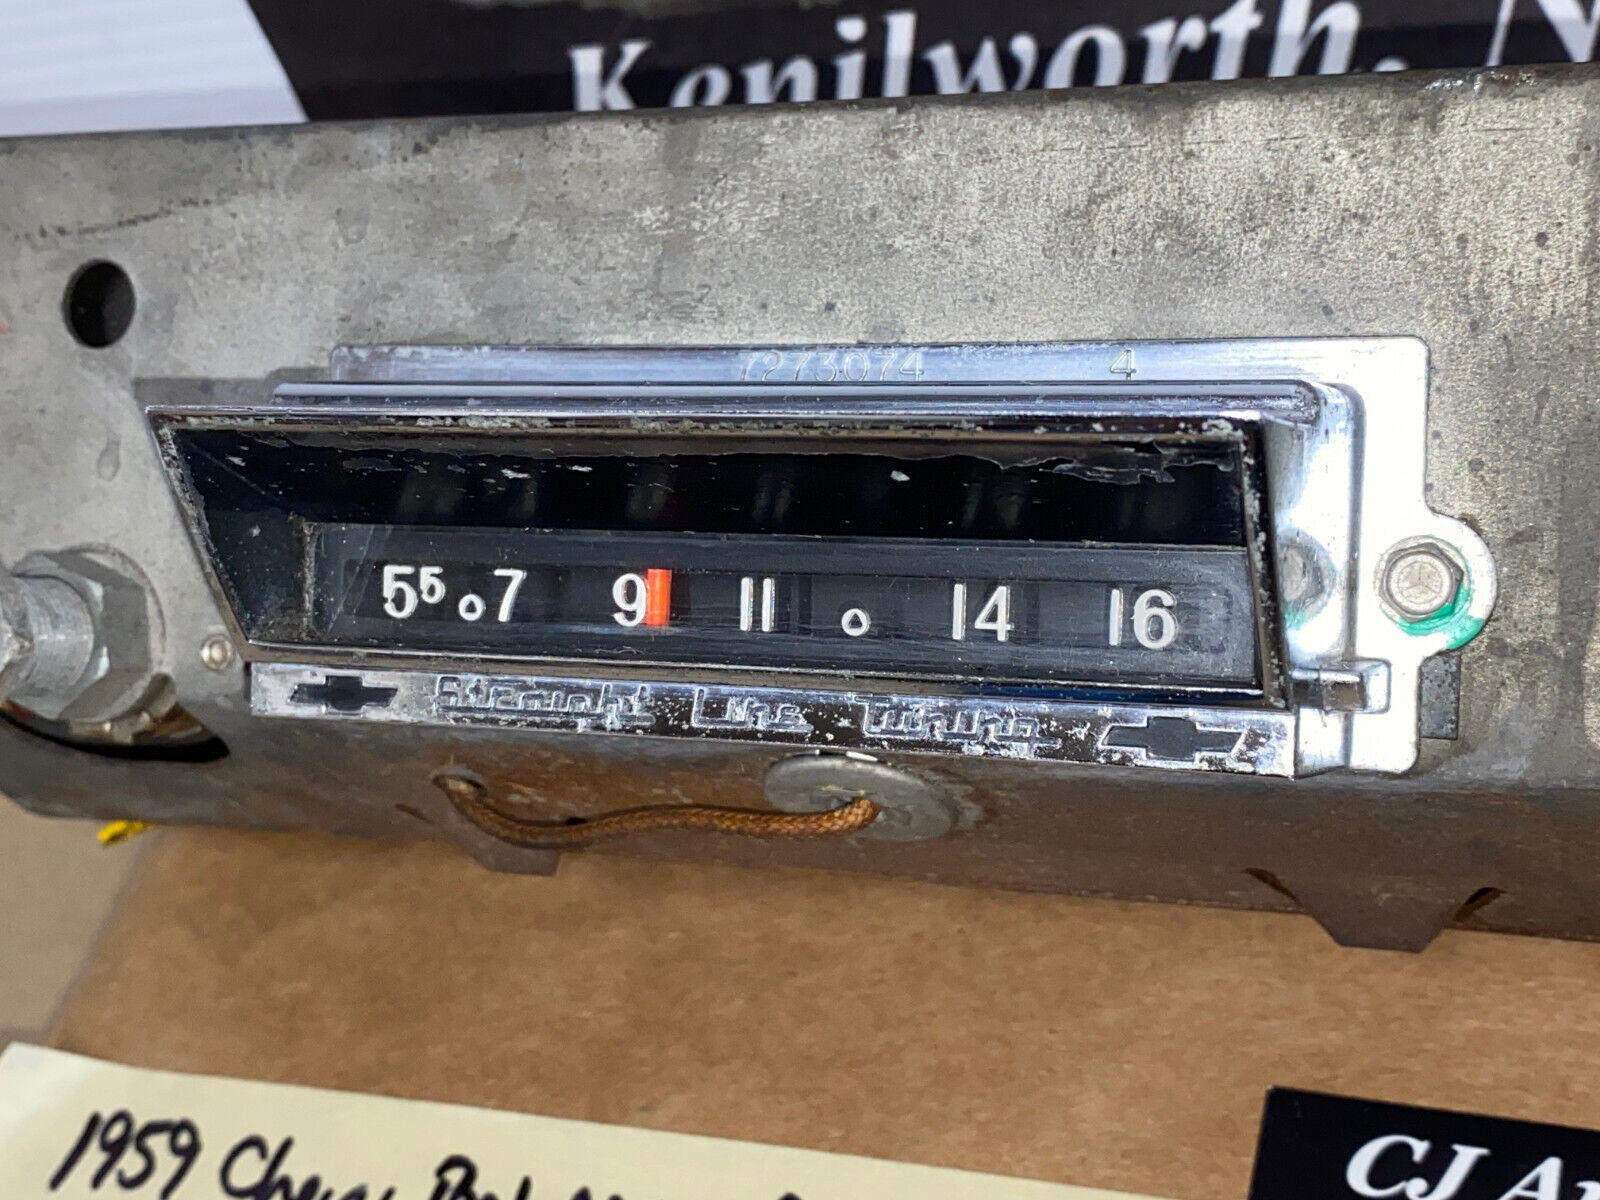 Kenilworth, N
7273074 4
5⁵ 7 9 11 14 16
Straight Line Tuning
1959 Chevy
CJ